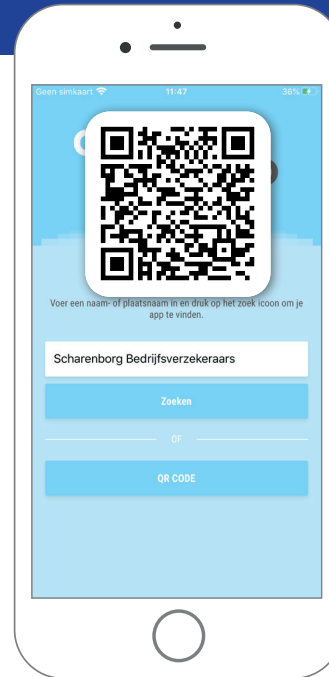 Geen simkaart 11:47 36%
Voer een naam- of plaatsnaam in en druk op het zoek icoon om je
app te vinden.
Scharenborg Bedrijfsverzekeraars
Zoeken
OF
QR CODE